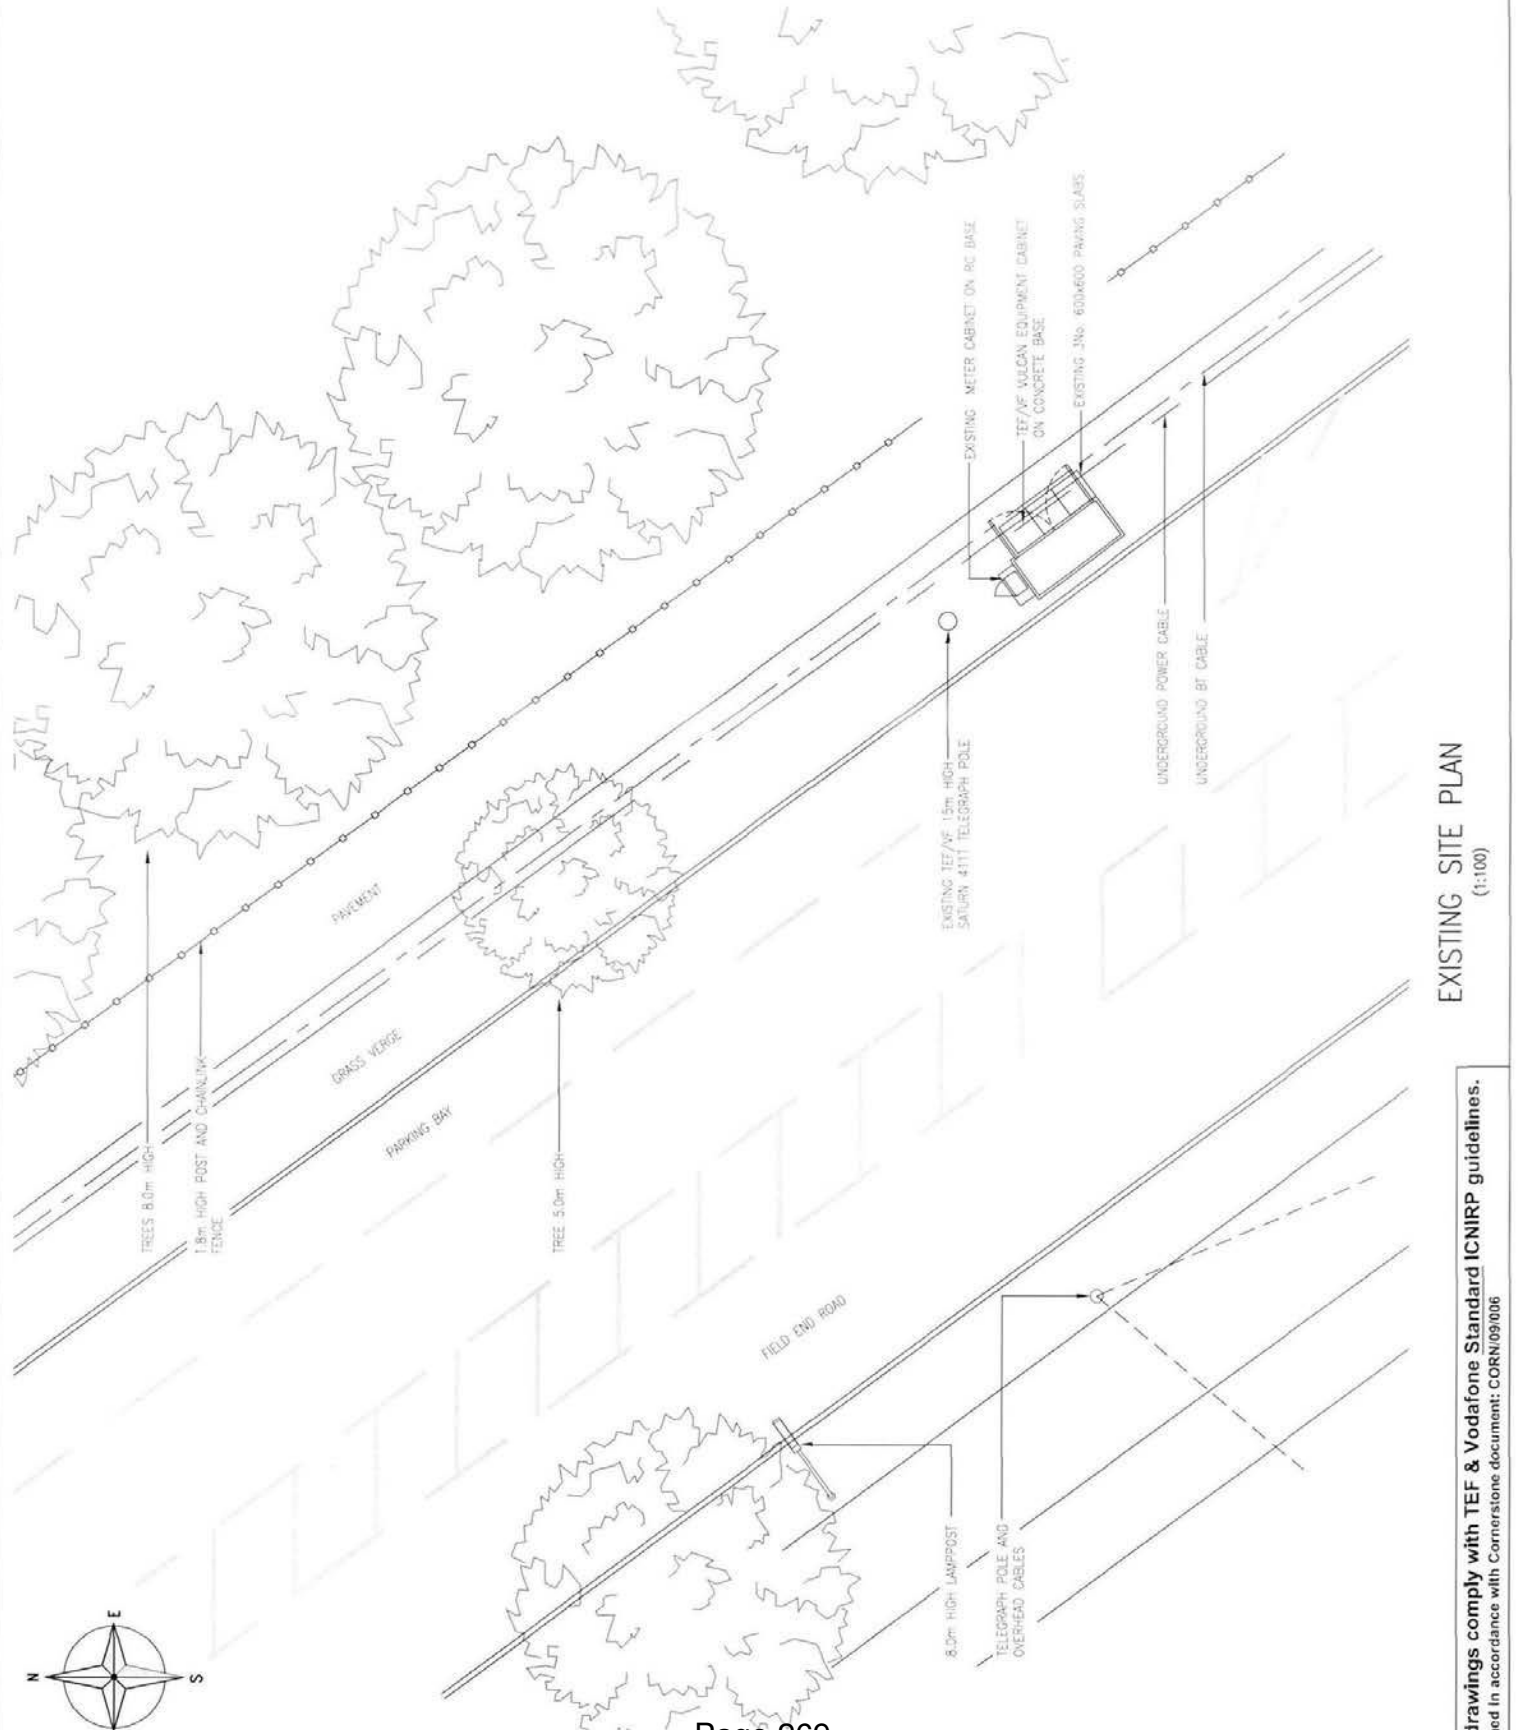 N
E
S
TREES 8.0m HIGH
1.8m HIGH POST AND CHAINLINK
FENCE
PAVEMENT
GRASS VERGE
PARKING BAY
TREE 5.0m HIGH
FIELD END ROAD
8.0m HIGH LAMPPOST
TELEGRAPH POLE AND
OVERHEAD CABLES
EXISTING TEF/VF 15m HIGH
SATURN 4111 TELEGRAPH POLE
EXISTING METER CABINET ON RC BASE
TEF/VF VULCAN EQUIPMENT CABINET
ON CONCRETE BASE
EXISTING 3No. 600x600 PAVING SLABS
UNDERGROUND POWER CABLE
UNDERGROUND BT CABLE
EXISTING SITE PLAN
(1:100)
drawings comply with TEF & Vodafone Standard ICNIRP guidelines.
in accordance with Cornerstone document: CORN/09/006